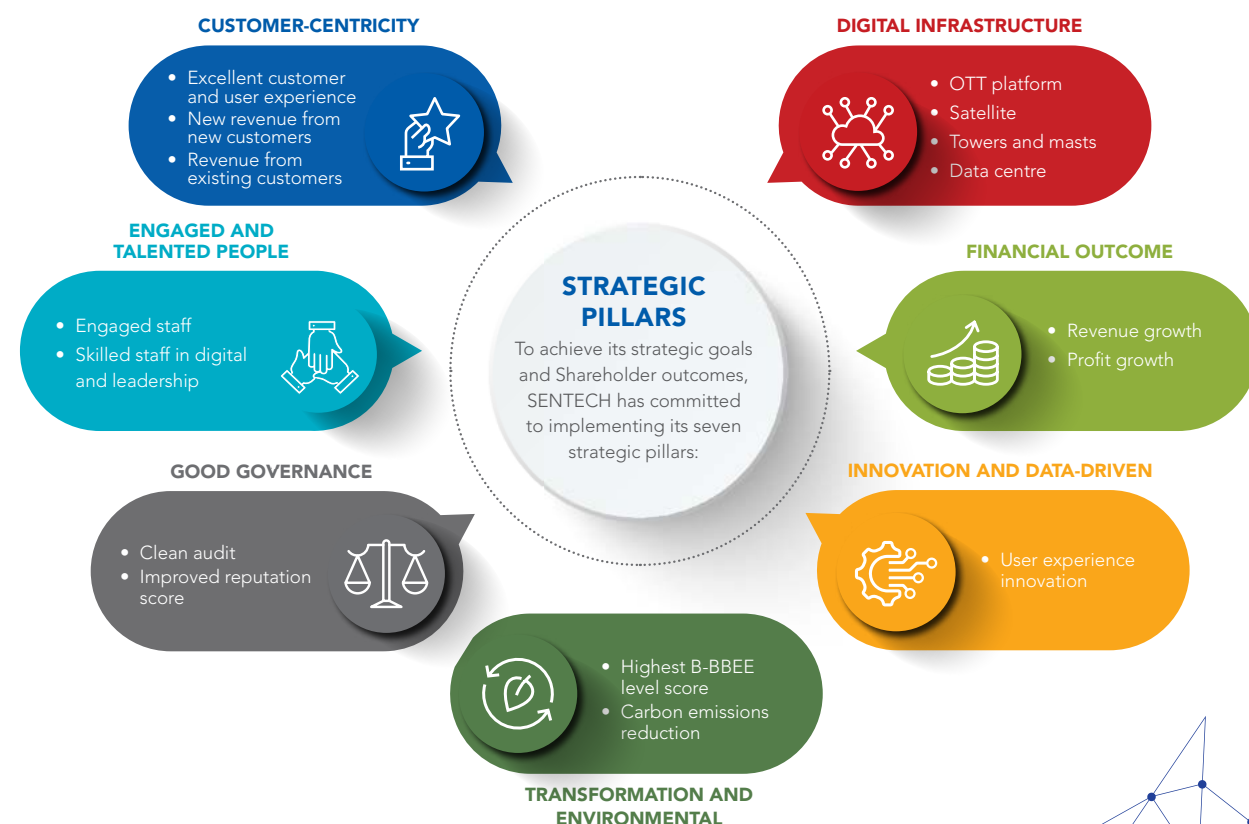 CUSTOMER-CENTRICITY
• Excellent customer
and user experience
• New revenue from
new customers
• Revenue from
existing customers
DIGITAL INFRASTRUCTURE
• OTT platform
• Satellite
• Towers and masts
• Data centre
ENGAGED AND
TALENTED PEOPLE
• Engaged staff
• Skilled staff in digital
and leadership
STRATEGIC
PILLARS
To achieve its strategic goals
and Shareholder outcomes,
SENTECH has committed
to implementing its seven
strategic pillars:
FINANCIAL OUTCOME
• Revenue growth
• Profit growth
GOOD GOVERNANCE
• Clean audit
• Improved reputation
score
INNOVATION AND DATA-DRIVEN
• User experience
innovation
• Highest B-BBEE
level score
• Carbon emissions
reduction
TRANSFORMATION AND
ENVIRONMENTAL